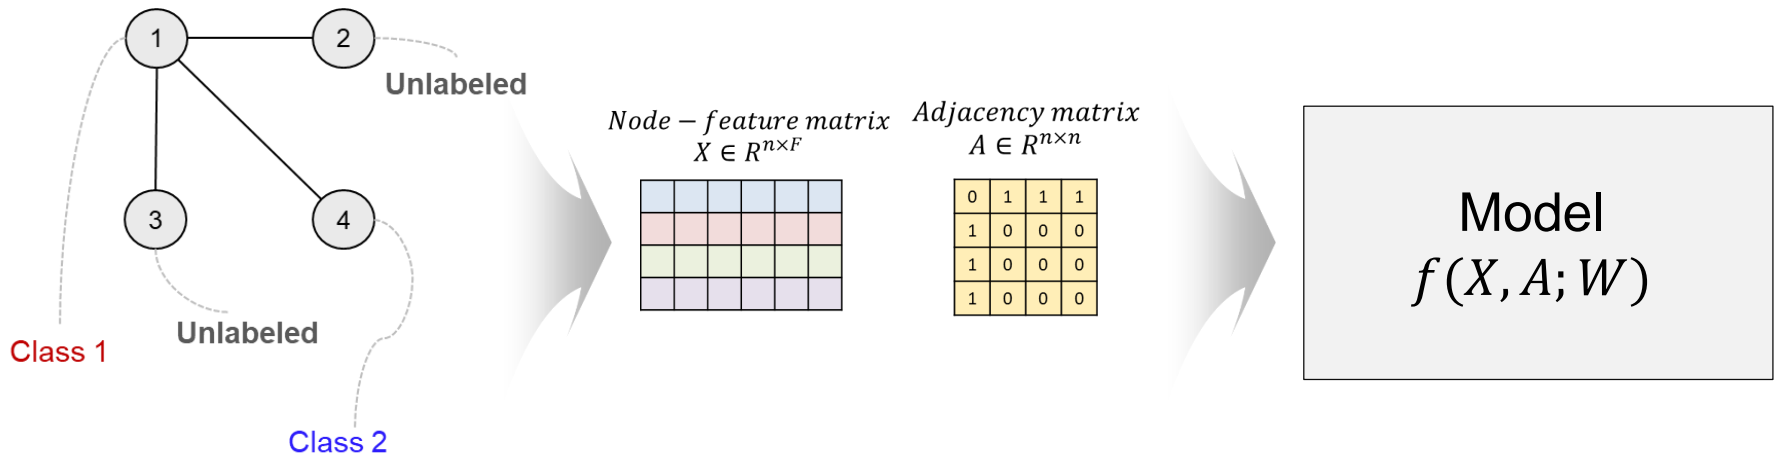 1
2
Unlabeled
3
4
Unlabeled
Class 1
Class 2
Node − feature matrix
X ∈ R^{n×F}
Adjacency matrix
A ∈ R^{n×n}
0 1 1 1
1 0 0 0
1 0 0 0
1 0 0 0
Model
f(X, A; W)